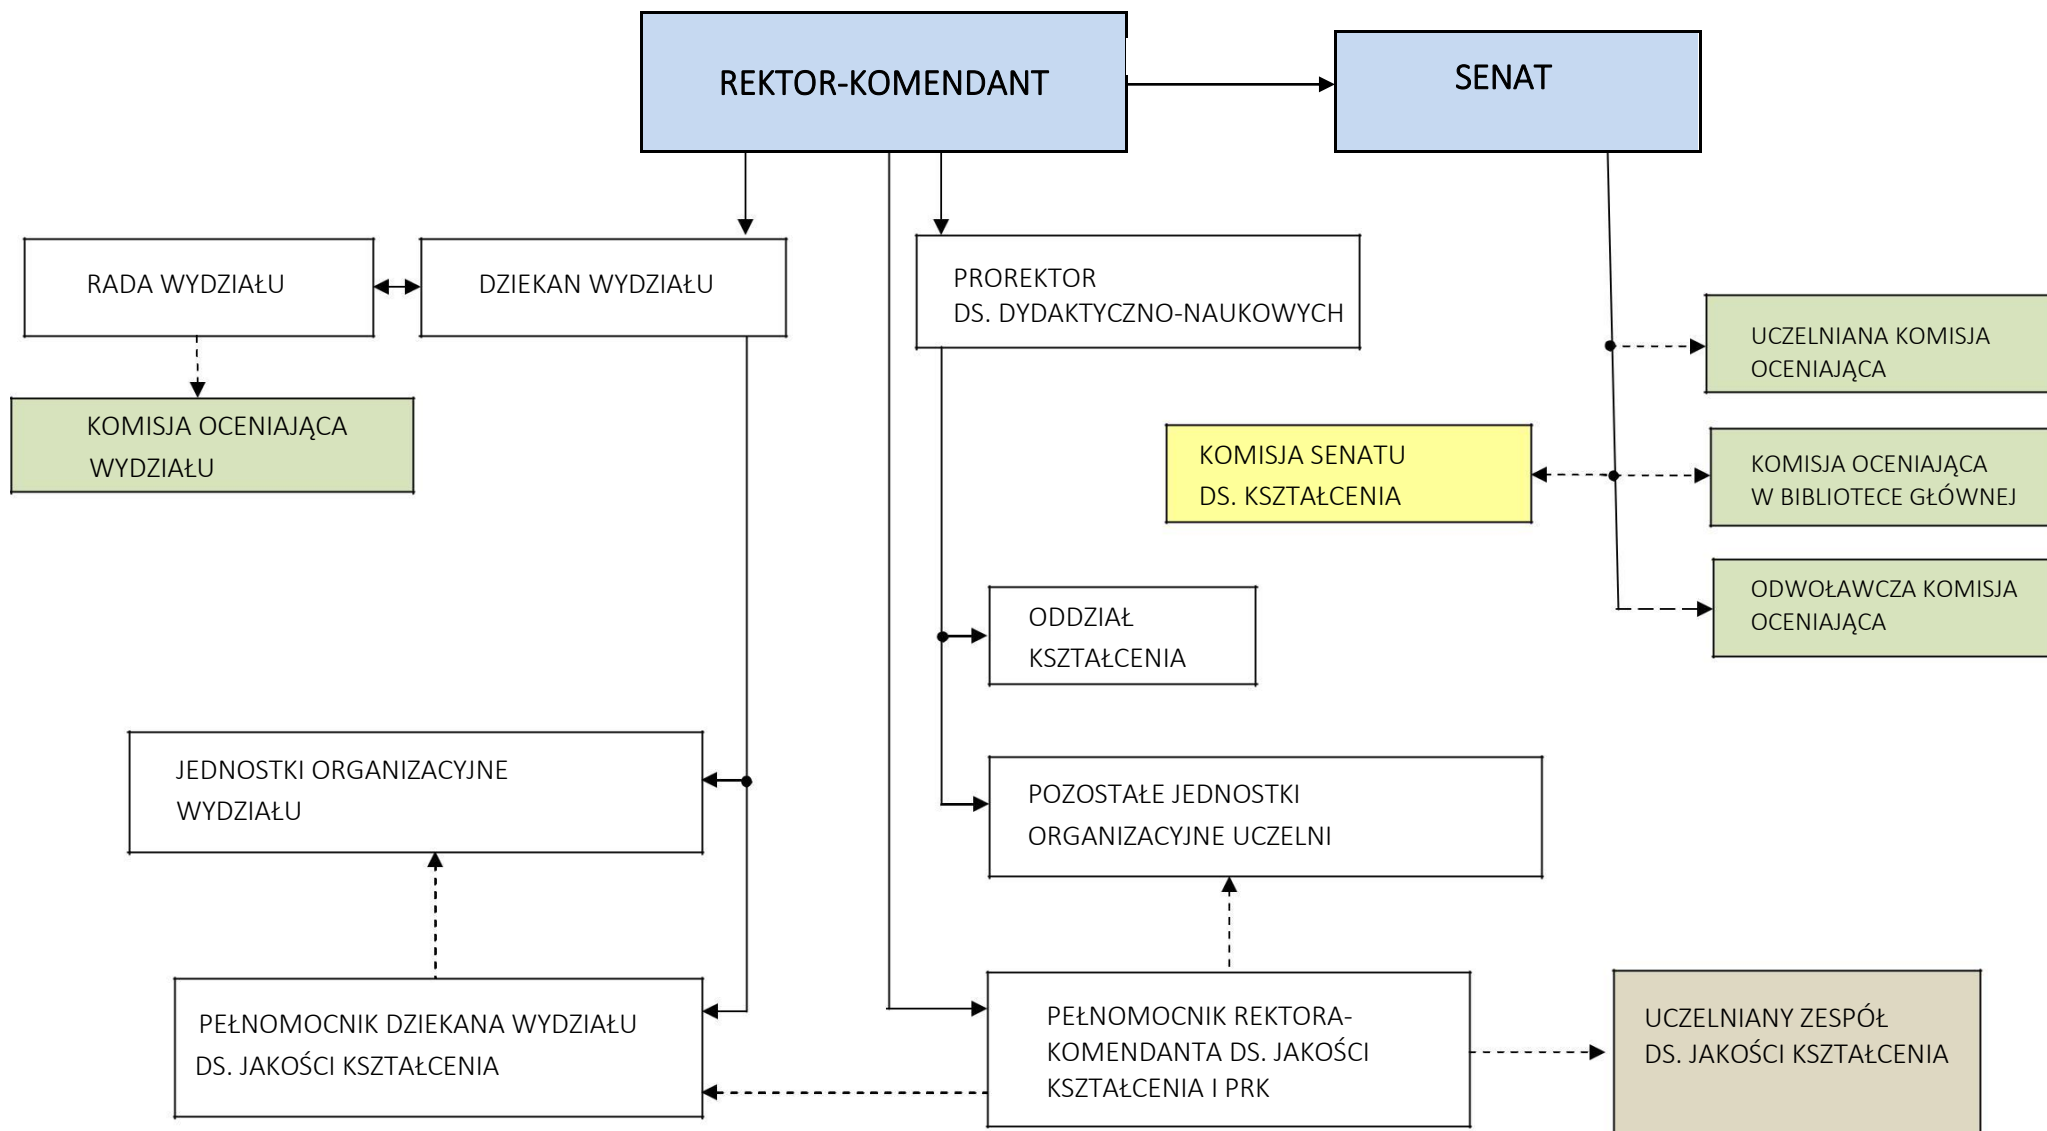 REKTOR-KOMENDANT
SENAT
RADA WYDZIAŁU
DZIEKAN WYDZIAŁU
PROREKTOR
DS. DYDAKTYCZNO-NAUKOWYCH
UCZELNIANA KOMISJA
OCENIAJĄCA
KOMISJA OCENIAJĄCA
WYDZIAŁU
KOMISJA SENATU
DS. KSZTAŁCENIA
KOMISJA OCENIAJĄCA
W BIBLIOTECE GŁÓWNEJ
ODDZIAŁ
KSZTAŁCENIA
ODWOŁAWCZA KOMISJA
OCENIAJĄCA
JEDNOSTKI ORGANIZACYJNE
WYDZIAŁU
POZOSTAŁE JEDNOSTKI
ORGANIZACYJNE UCZELNI
PEŁNOMOCNIK DZIEKANA WYDZIAŁU
DS. JAKOŚCI KSZTAŁCENIA
PEŁNOMOCNIK REKTORA-
KOMENDANTA DS. JAKOŚCI
KSZTAŁCENIA I PRK
UCZELNIANY ZESPÓŁ
DS. JAKOŚCI KSZTAŁCENIA